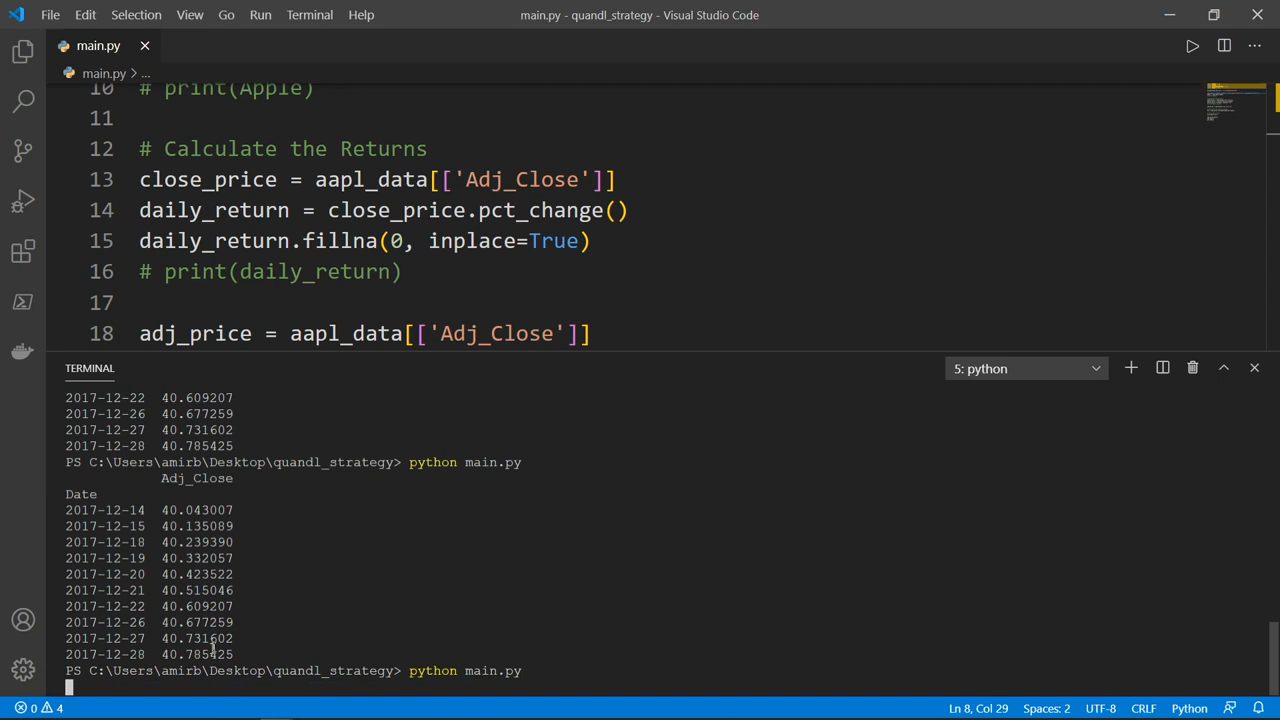 File Edit Selection View Go Run Terminal Help main.py - quandl_strategy - Visual Studio Code
main.py
main.py > ...
10 # print(Apple)
11
12 # Calculate the Returns
13 close_price = aapl_data[['Adj_Close']]
14 daily_return = close_price.pct_change()
15 daily_return.fillna(0, inplace=True)
16 # print(daily_return)
17
18 adj_price = aapl_data[['Adj_Close']]
TERMINAL 5: python
2017-12-22 40.609207
2017-12-26 40.677259
2017-12-27 40.731602
2017-12-28 40.785425
PS C:\Users\amirb\Desktop\quandl_strategy> python main.py
Adj_Close
Date
2017-12-14 40.043007
2017-12-15 40.135089
2017-12-18 40.239390
2017-12-19 40.332057
2017-12-20 40.423522
2017-12-21 40.515046
2017-12-22 40.609207
2017-12-26 40.677259
2017-12-27 40.731602
2017-12-28 40.785425
PS C:\Users\amirb\Desktop\quandl_strategy> python main.py
0 4 Ln 8, Col 29 Spaces: 2 UTF-8 CRLF Python